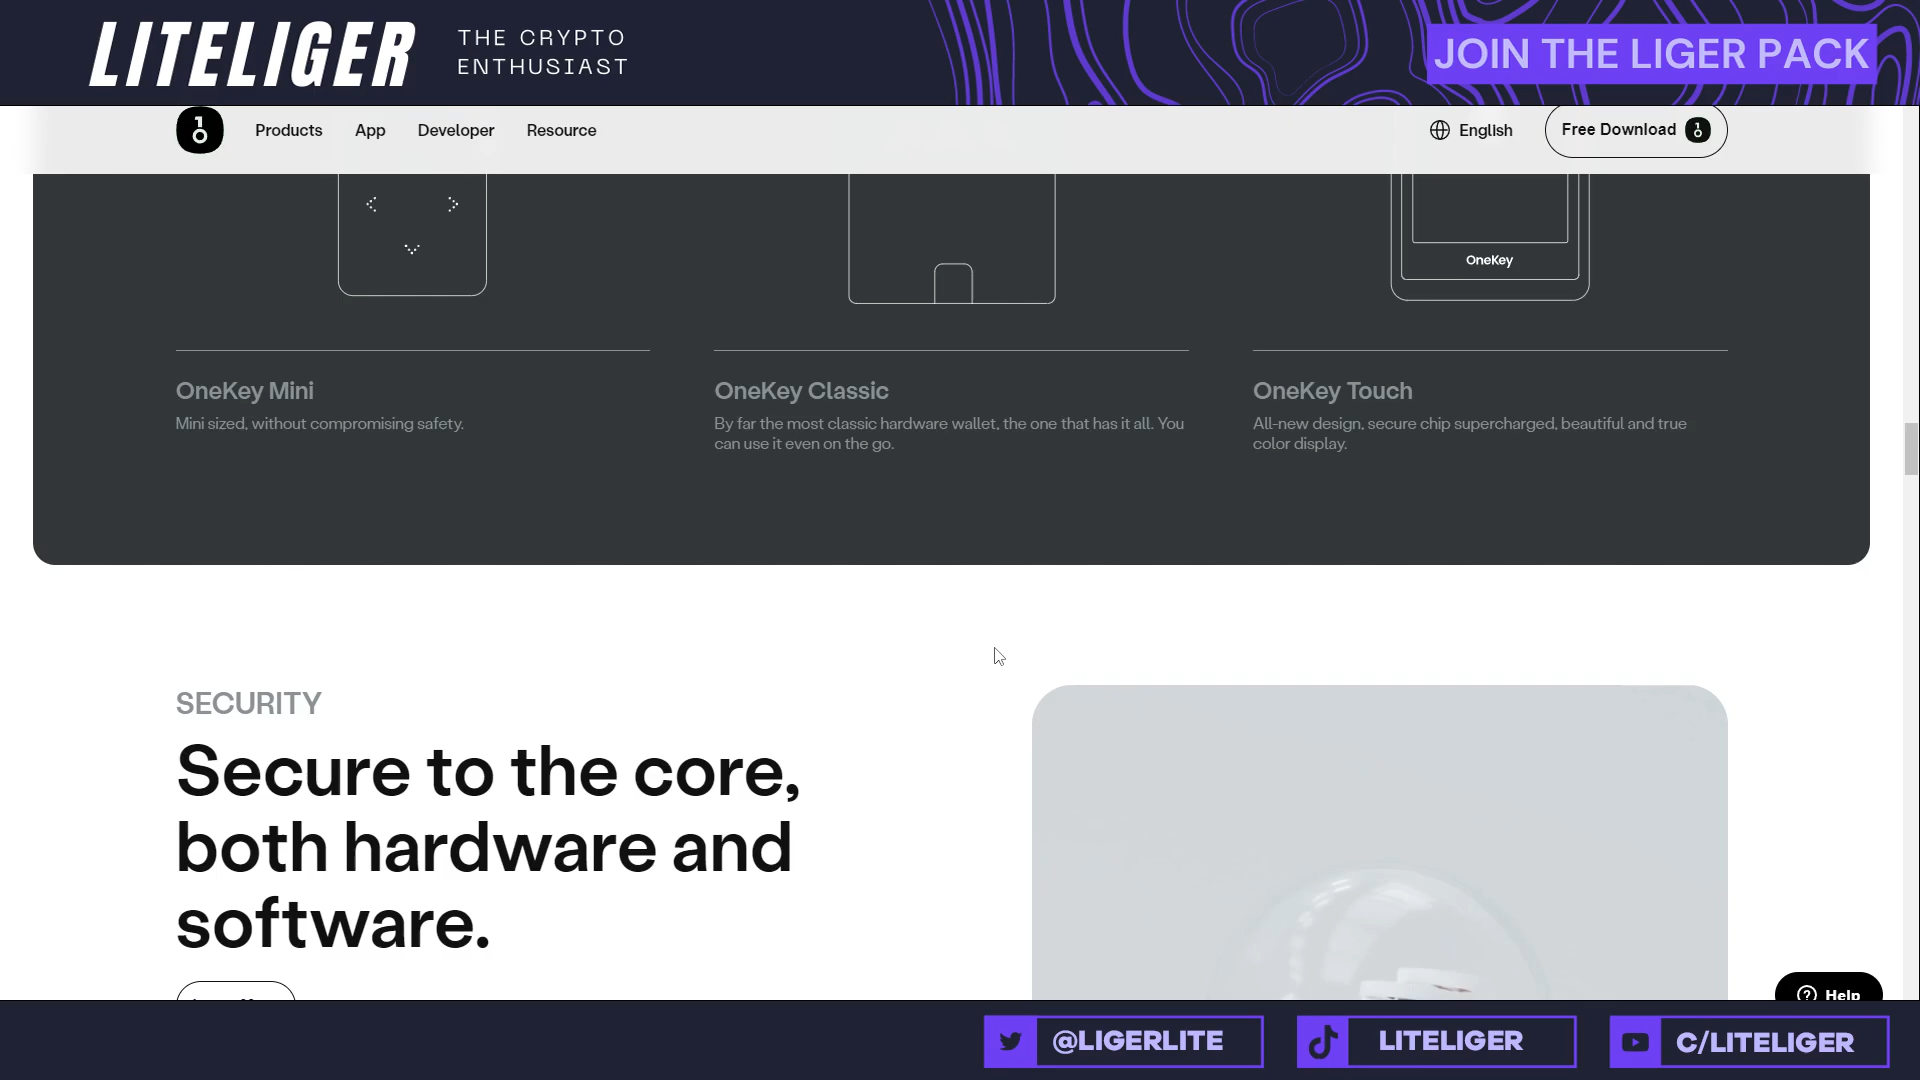 LITELIGER
THE CRYPTO
ENTHUSIAST
JOIN THE LIGER PACK
Products
App
Developer
Resource
English
Free Download
OneKey
OneKey Mini
Mini sized, without compromising safety.
OneKey Classic
By far the most classic hardware wallet, the one that has it all. You
can use it even on the go.
OneKey Touch
All-new design, secure chip supercharged, beautiful and true
color display.
SECURITY
Secure to the core,
both hardware and
software.
Help
@LIGERLITE
LITELIGER
C/LITELIGER